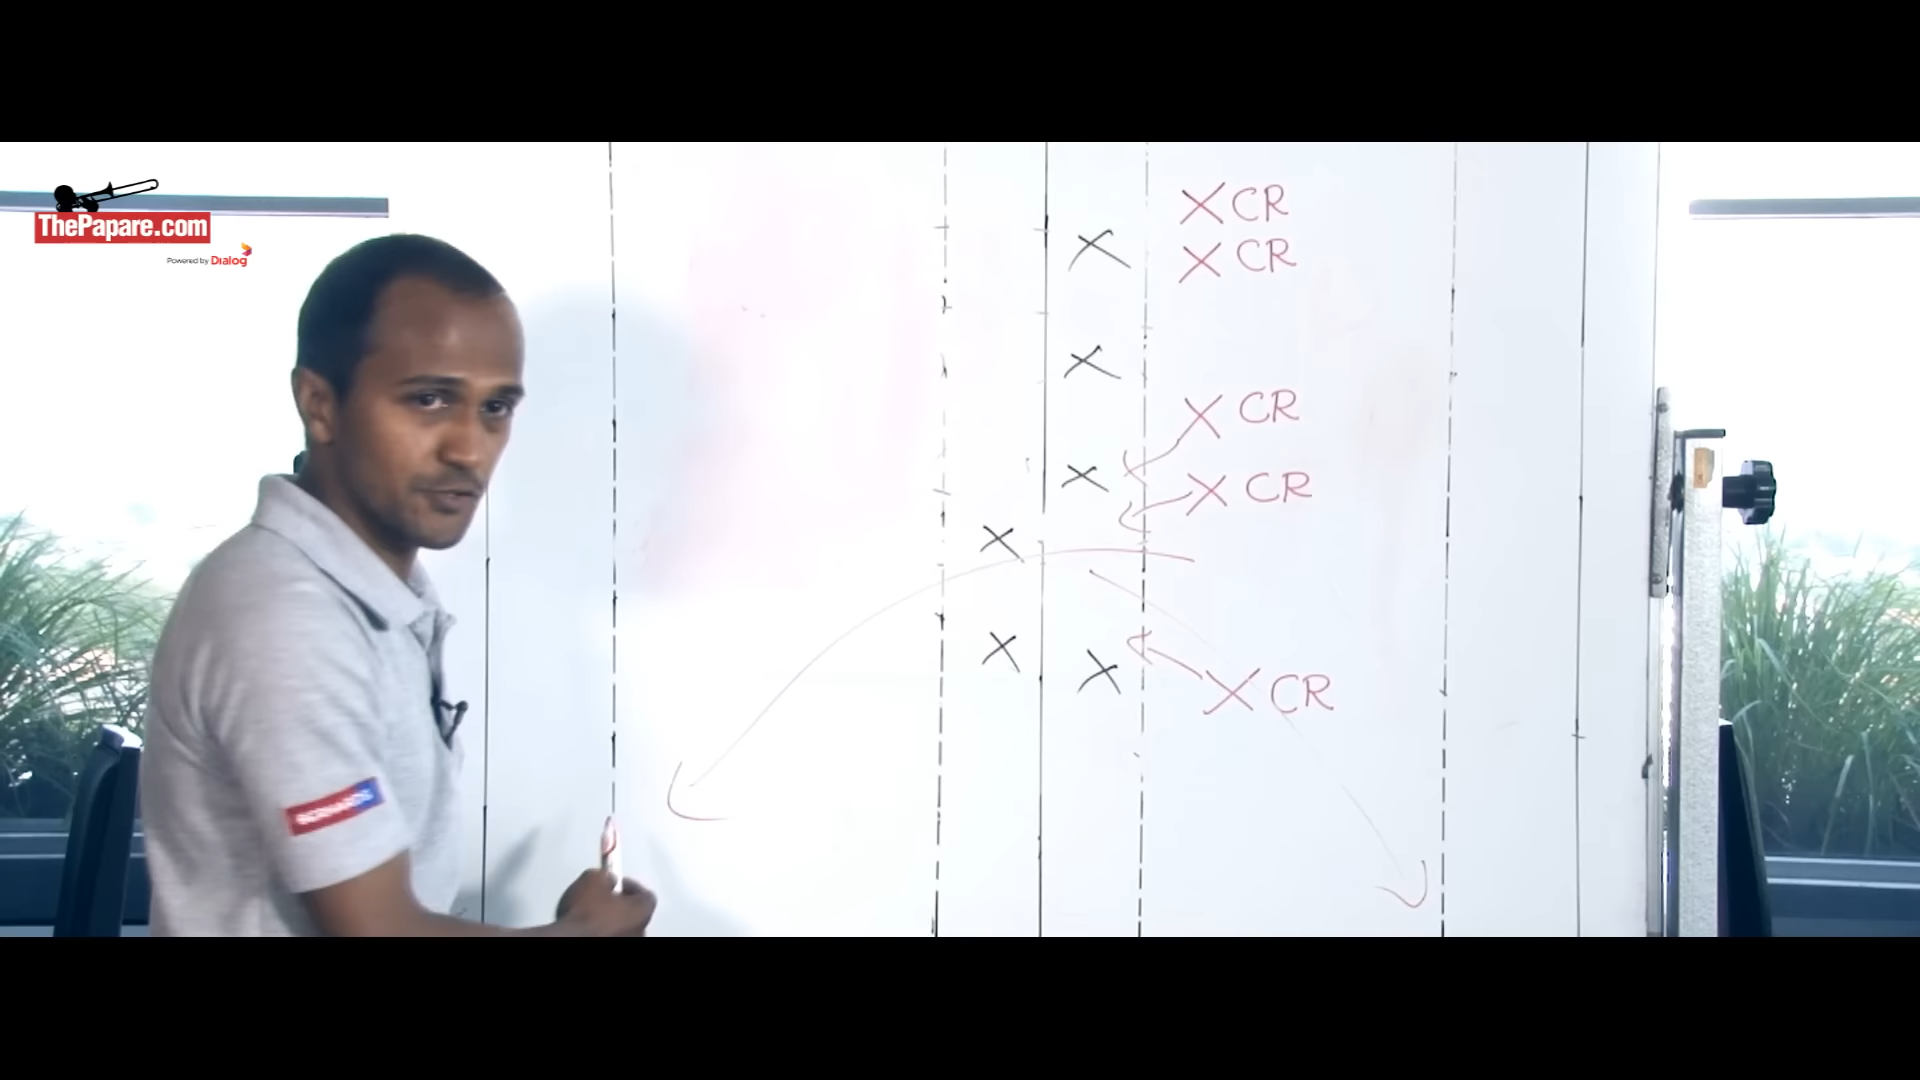 ThePapare.com
Powered by Dialog
X CR
X CR
X
X
X CR
X
X CR
X
X
X
X CR